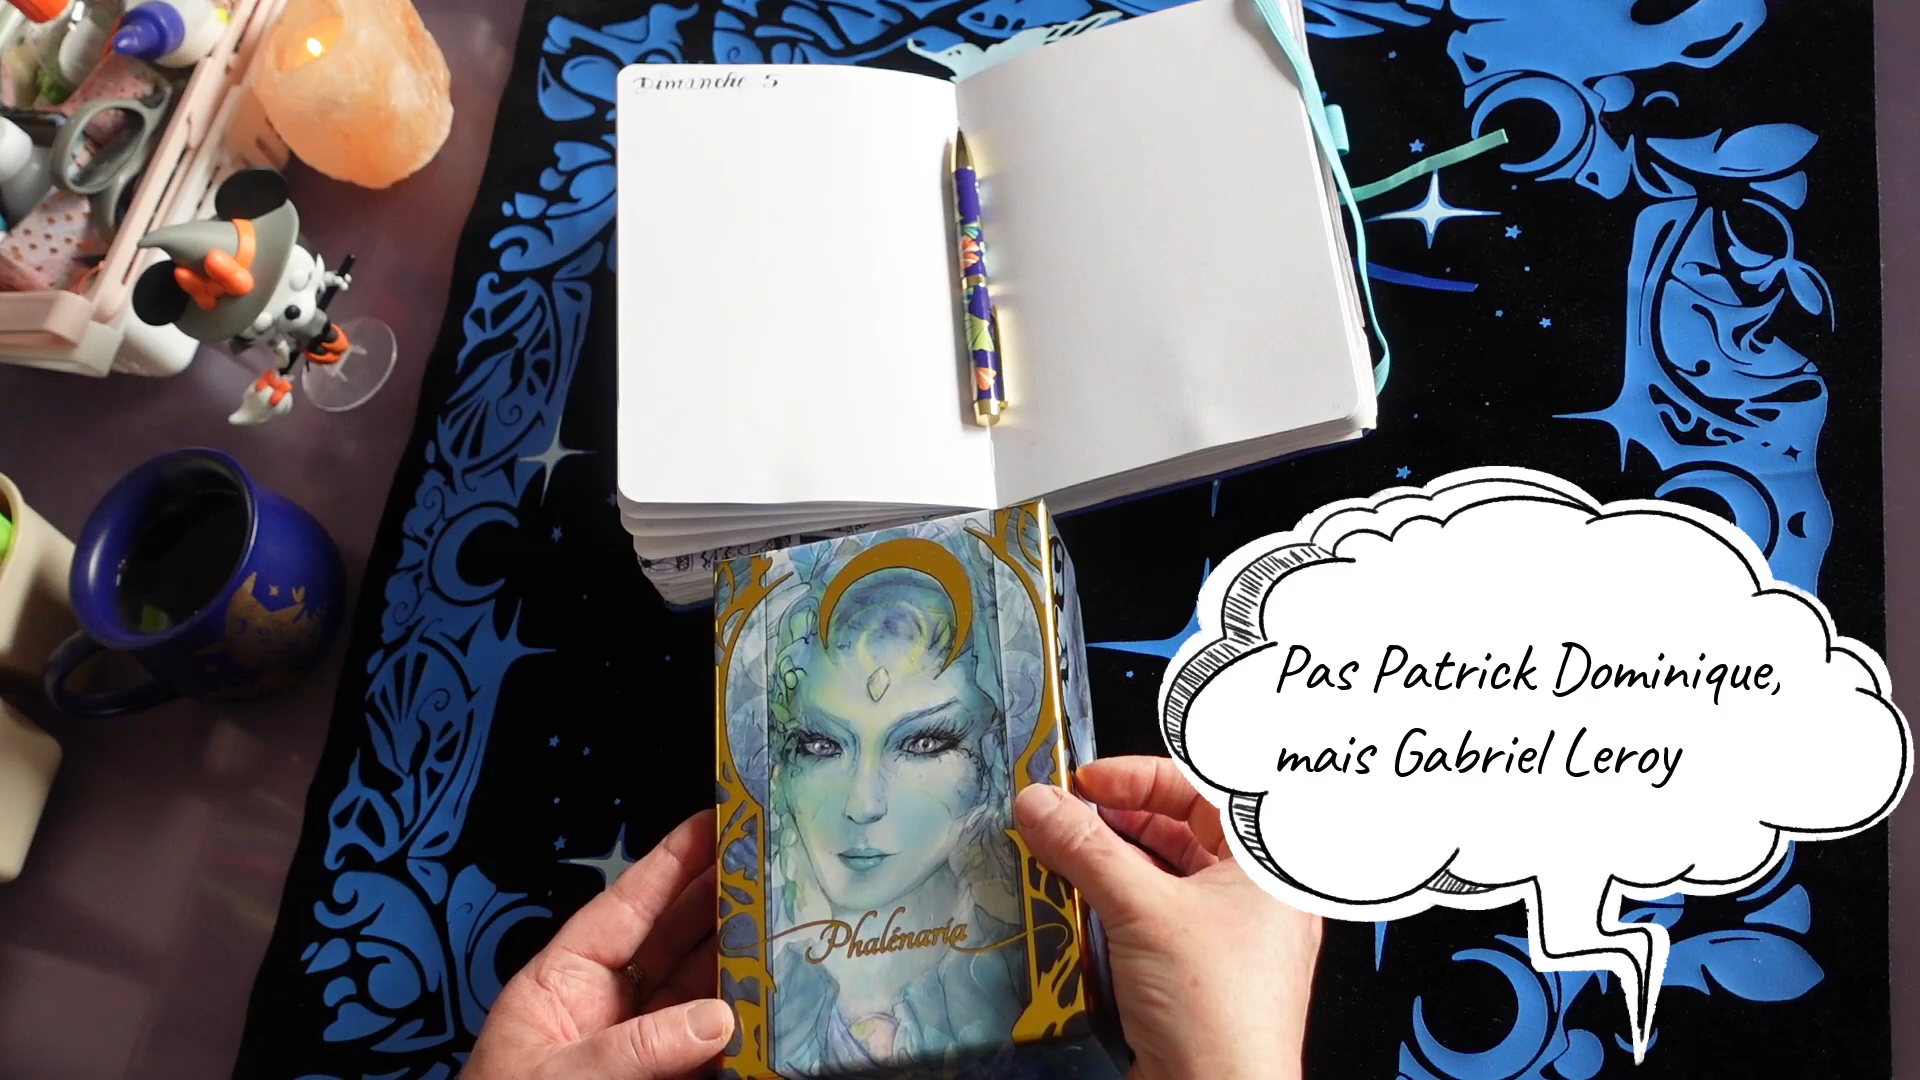 Dimanche 5
Pas Patrick Dominique,
mais Gabriel Leroy
Phalénaria